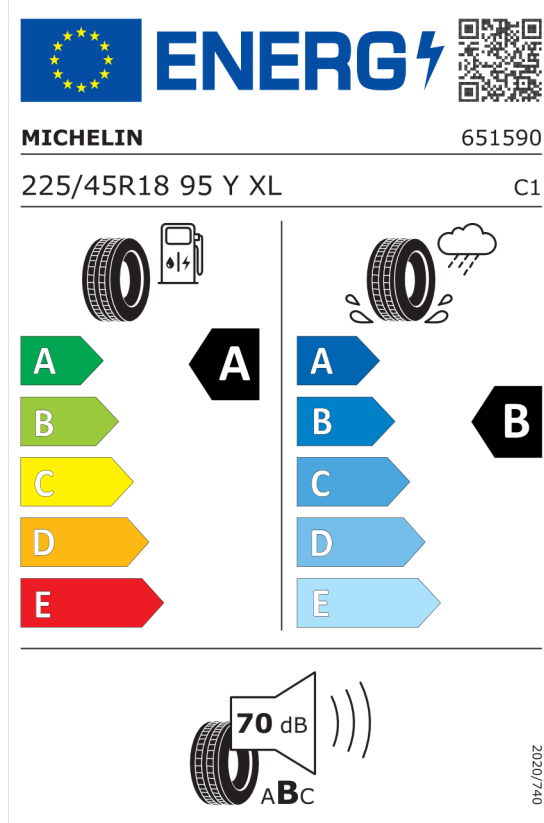 ENERG
MICHELIN 651590
225/45R18 95 Y XL C1
A A A
B B B
C C
D D
E E
70 dB
ABC
2020/740